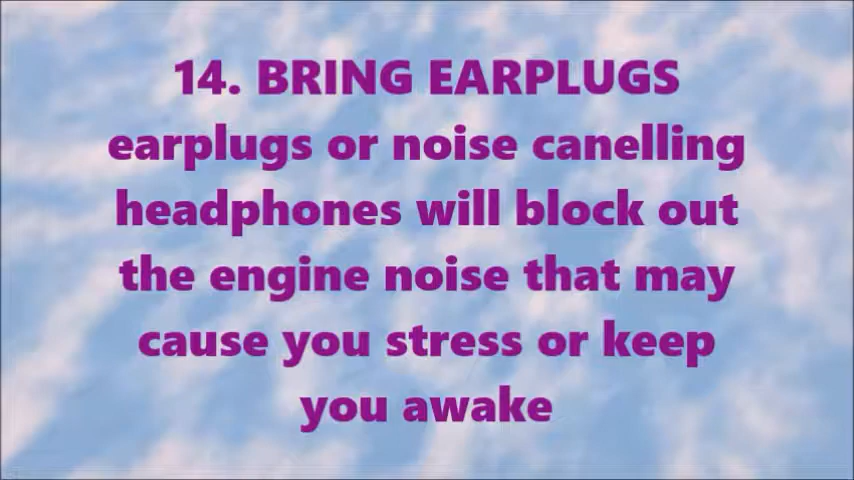 14. BRING EARPLUGS
earplugs or noise canelling
headphones will block out
the engine noise that may
cause you stress or keep
you awake